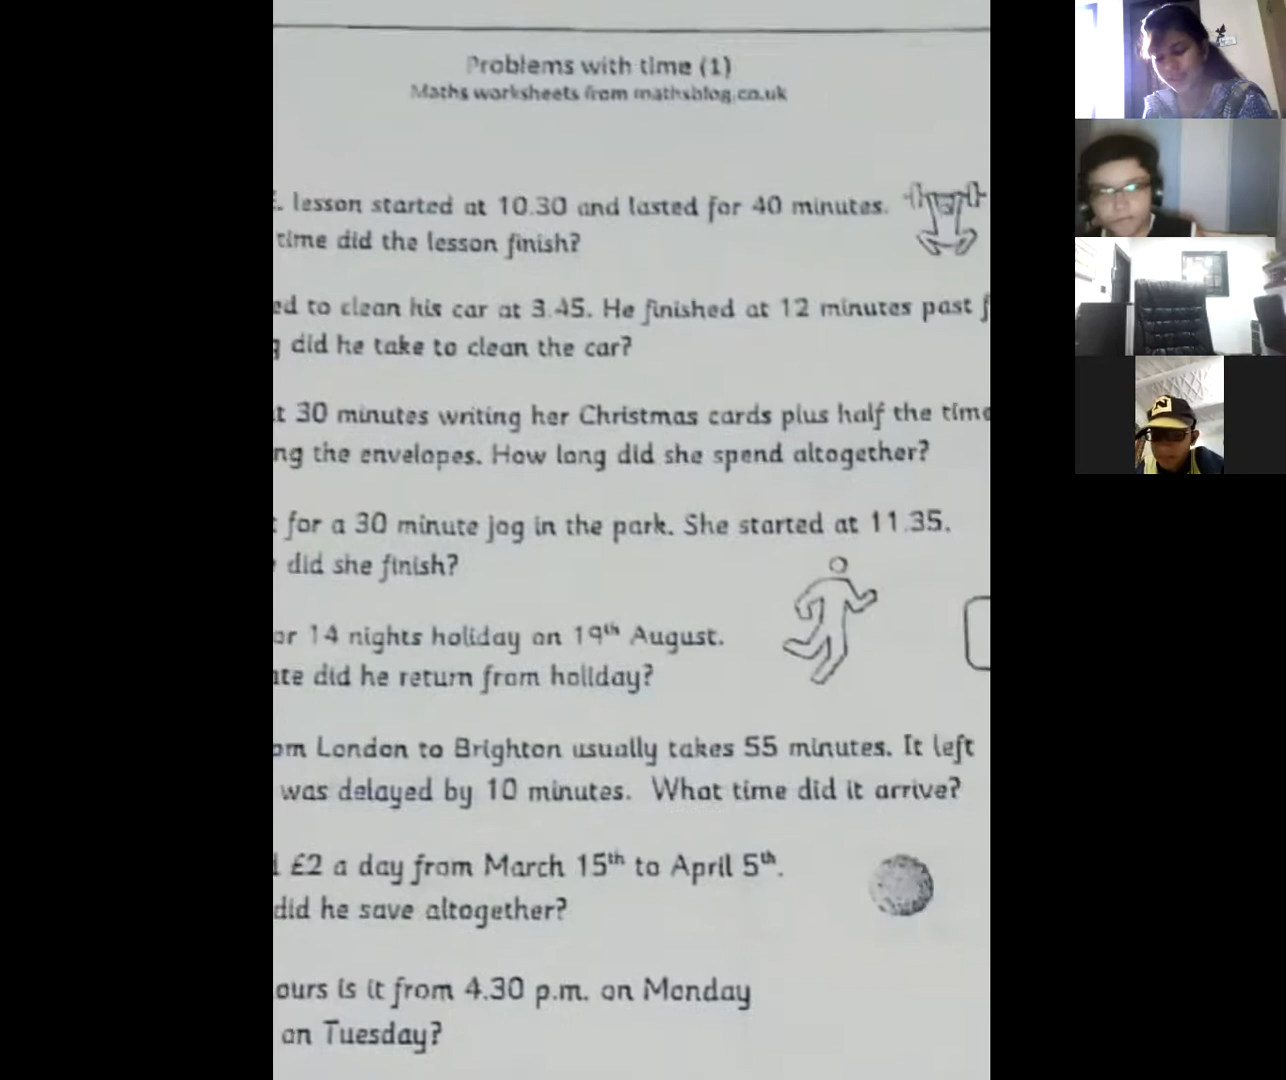 Problems with time (1)
Maths worksheets from mathsblog.co.uk
lesson started at 10.30 and lasted for 40 minutes.
time did the lesson finish?
to clean his car at 3.45. He finished at 12 minutes past
did he take to clean the car?
30 minutes writing her Christmas cards plus half the time
the envelopes. How long did she spend altogether?
for a 30 minute jog in the park. She started at 11.35.
did she finish?
14 nights holiday on 19th August.
did he return from holiday?
London to Brighton usually takes 55 minutes. It left
was delayed by 10 minutes. What time did it arrive?
£2 a day from March 15th to April 5th.
did he save altogether?
ours is it from 4.30 p.m. on Monday
on Tuesday?